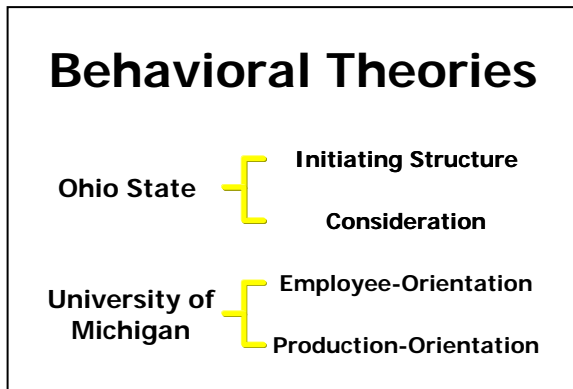 Behavioral Theories
Ohio State
Initiating Structure
Consideration
University of
Michigan
Employee-Orientation
Production-Orientation